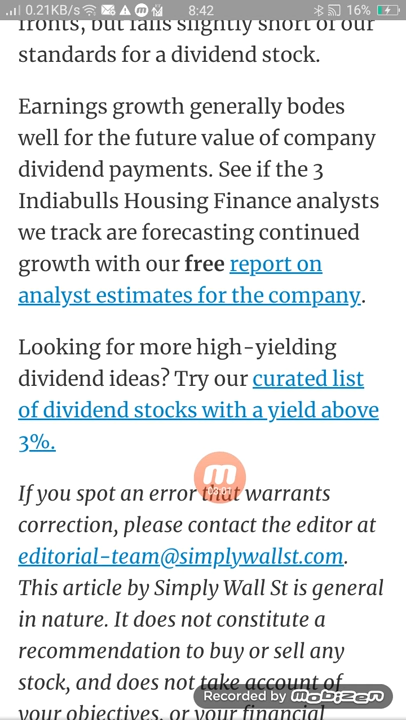 0.21KB/s 8:42 16%
fronts, but falls slightly short of our
standards for a dividend stock.
Earnings growth generally bodes
well for the future value of company
dividend payments. See if the 3
Indiabulls Housing Finance analysts
we track are forecasting continued
growth with our free report on
analyst estimates for the company.
Looking for more high-yielding
dividend ideas? Try our curated list
of dividend stocks with a yield above
3%.
If you spot an error that warrants
correction, please contact the editor at
editorial-team@simplywallst.com.
This article by Simply Wall St is general
in nature. It does not constitute a
recommendation to buy or sell any
stock, and does not take account of
your objectives, or your financial
Recorded by mobizen